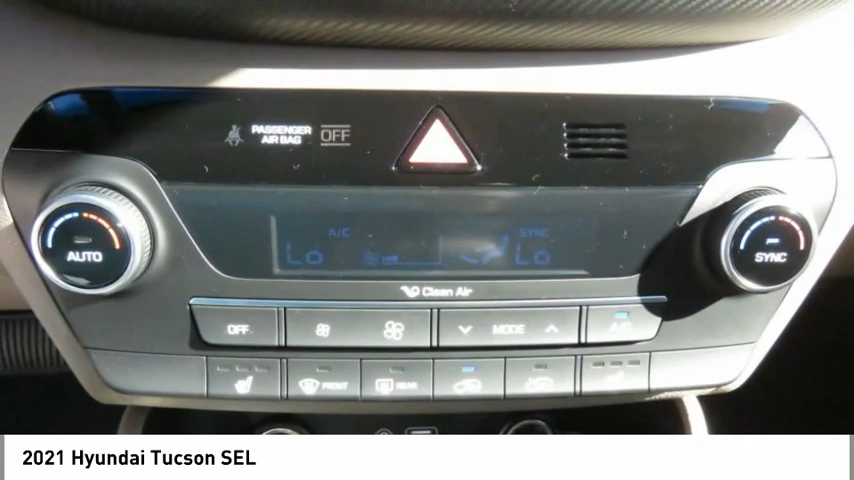 PASSENGER OFF
AIR BAG
A/C SYNC
Lo Lo
AUTO SYNC
Clean Air
OFF MODE A/C
FRONT REAR
2021 Hyundai Tucson SEL